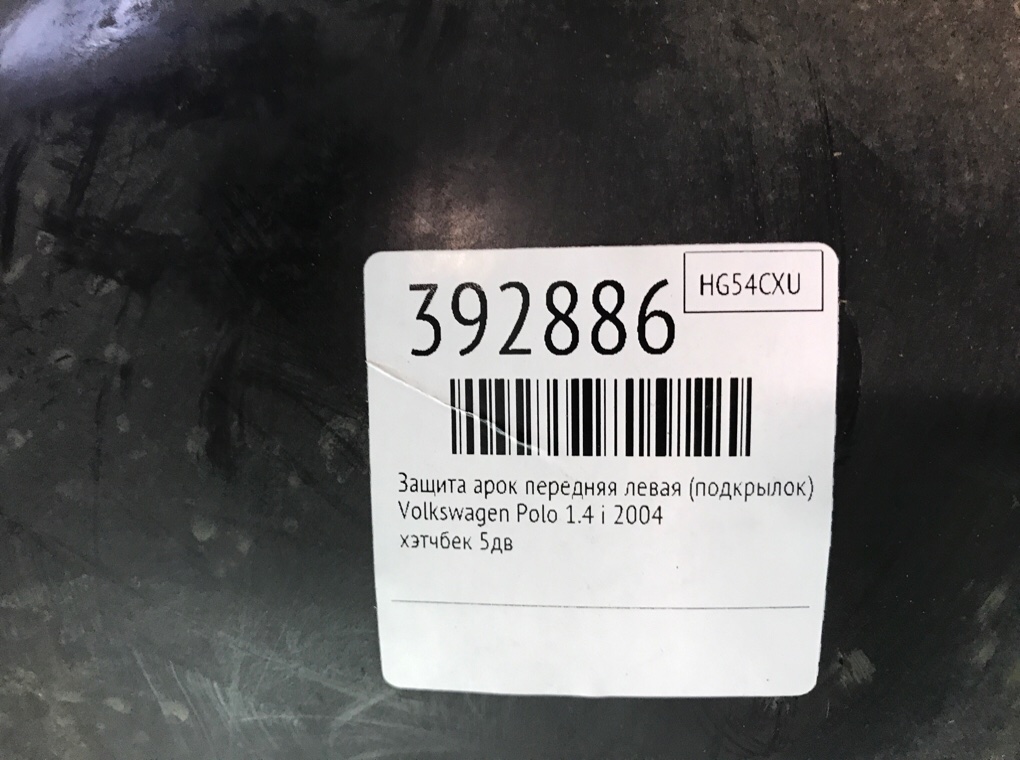 392886
HG54CXU
Защита арок передняя левая (подкрылок)
Volkswagen Polo 1.4 i 2004
хэтчбек 5дв